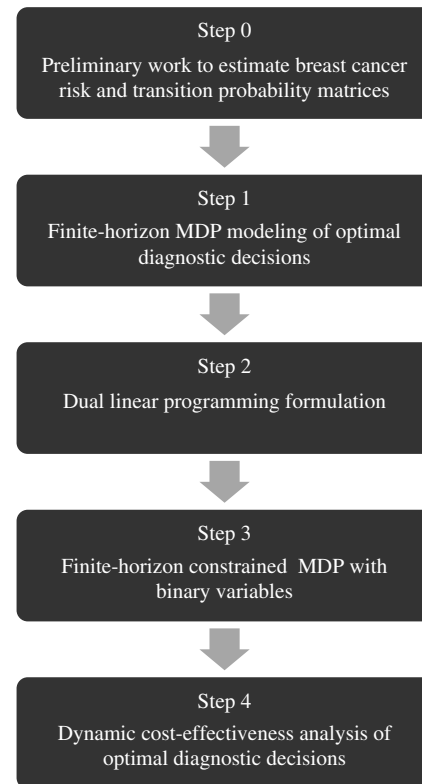 Step 0
Preliminary work to estimate breast cancer
risk and transition probability matrices
Step 1
Finite-horizon MDP modeling of optimal
diagnostic decisions
Step 2
Dual linear programming formulation
Step 3
Finite-horizon constrained MDP with
binary variables
Step 4
Dynamic cost-effectiveness analysis of
optimal diagnostic decisions